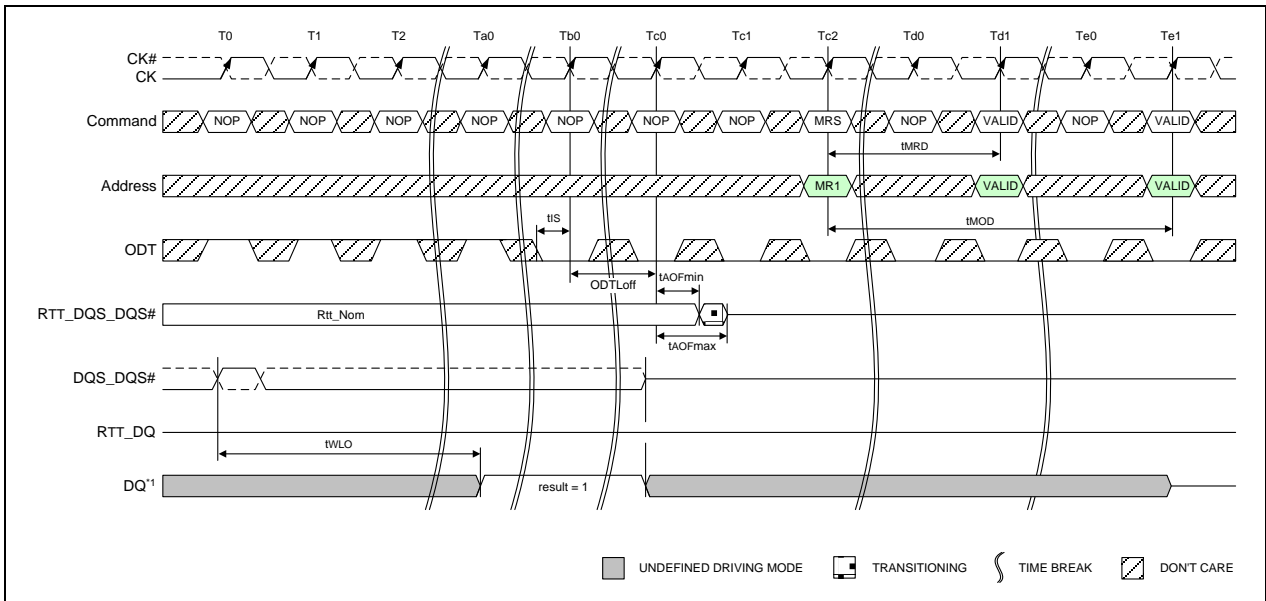 T0 T1 T2 Ta0 Tb0 Tc0 Tc1 Tc2 Td0 Td1 Te0 Te1
CK#
CK
Command NOP NOP NOP NOP NOP NOP NOP MRS NOP VALID NOP VALID
tMRD
Address MR1 VALID VALID
tIS
tMOD
ODT
ODTLoff
tAOFmin
RTT_DQS_DQS# Rtt_Nom
tAOFmax
DQS_DQS#
RTT_DQ
tWLO
DQ*1 result = 1
UNDEFINED DRIVING MODE TRANSITIONING TIME BREAK DON'T CARE